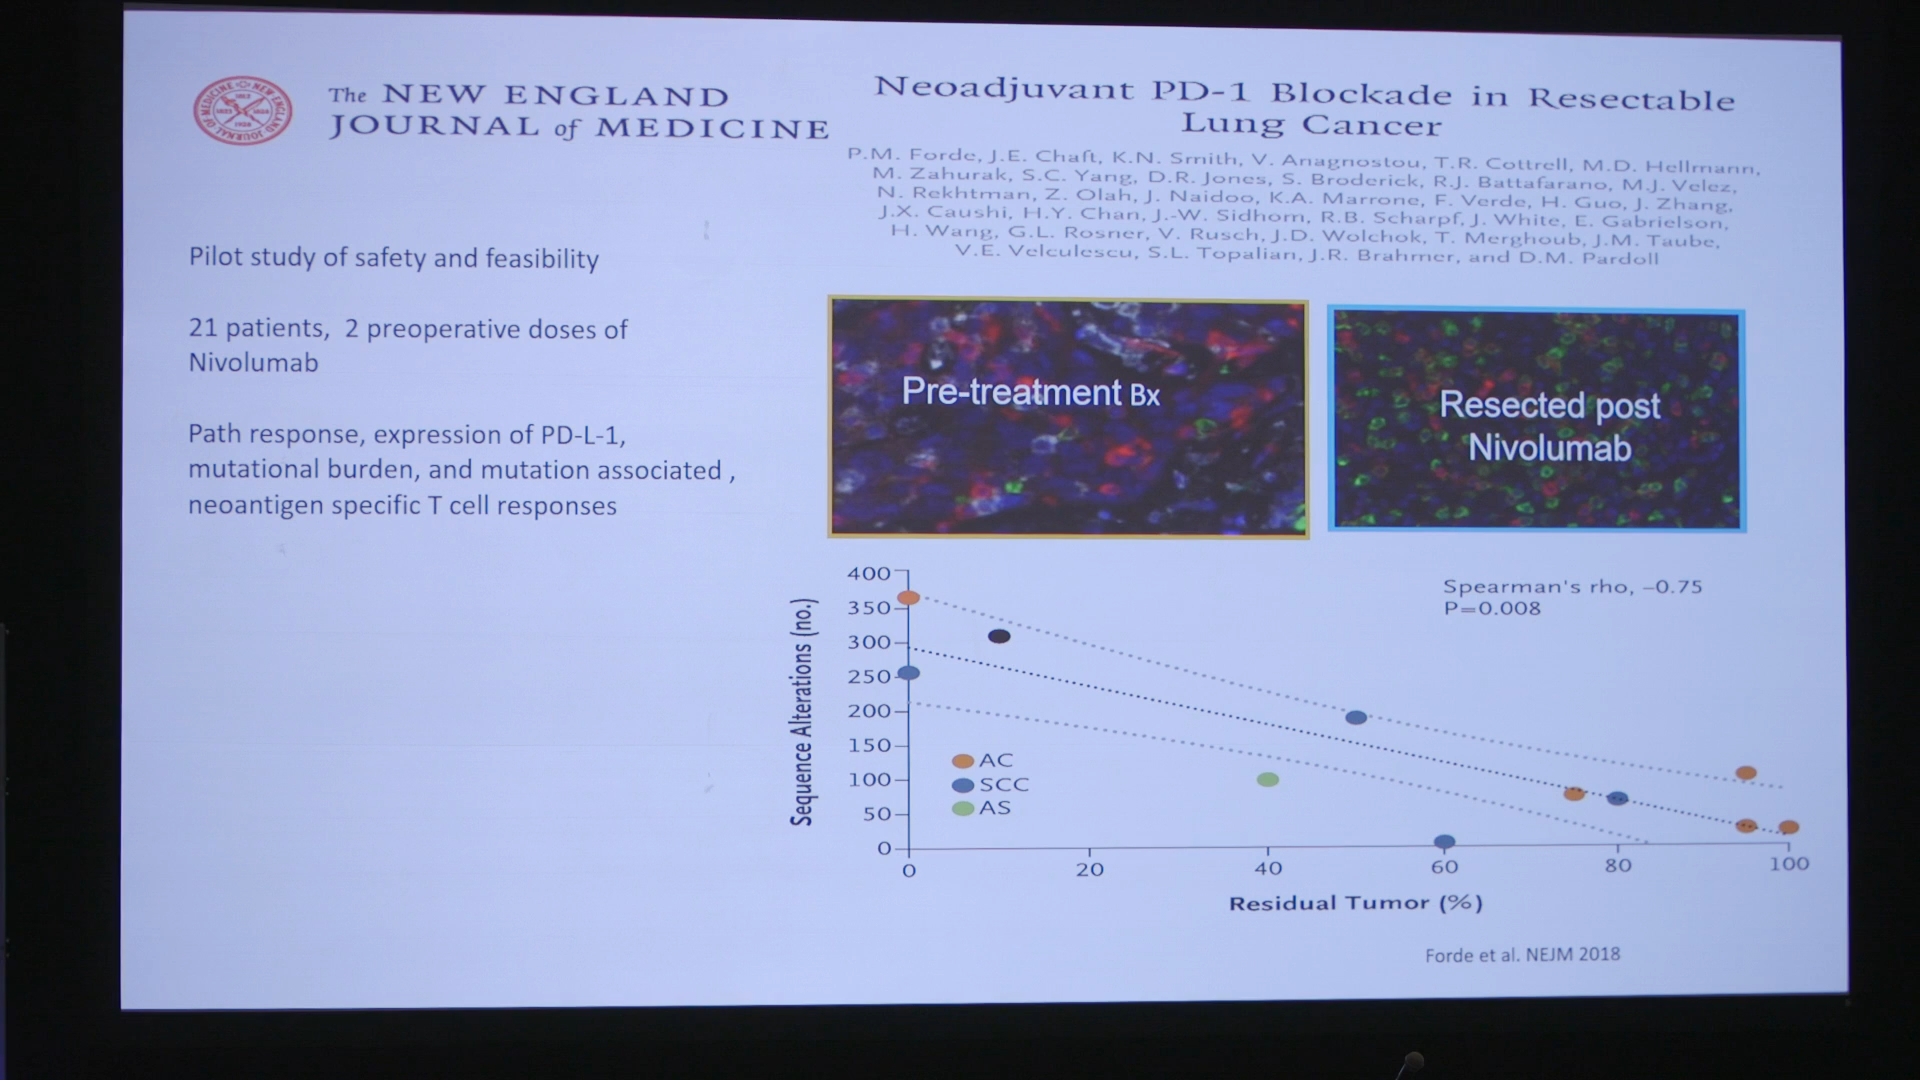 The NEW ENGLAND
JOURNAL of MEDICINE
Neoadjuvant PD-1 Blockade in Resectable
Lung Cancer
P.M. Forde, J.E. Chaft, K.N. Smith, V. Anagnostou, T.R. Cottrell, M.D. Hellmann,
M. Zahurak, S.C. Yang, D.R. Jones, S. Broderick, R.J. Battafarano, M.J. Velez,
N. Rekhtman, Z. Olah, J. Naidoo, K.A. Marrone, F. Verde, H. Guo, J. Zhang,
J.X. Caushi, H.Y. Chan, J.-W. Sidhom, R.B. Scharpf, J. White, E. Gabrielson,
H. Wang, G.L. Rosner, V. Rusch, J.D. Wolchok, T. Merghoub, J.M. Taube,
V.E. Velculescu, S.L. Topalian, J.R. Brahmer, and D.M. Pardoll
Pilot study of safety and feasibility
21 patients, 2 preoperative doses of
Nivolumab
Path response, expression of PD-L-1,
mutational burden, and mutation associated ,
neoantigen specific T cell responses
Pre-treatment Bx
Resected post
Nivolumab
Spearman's rho, −0.75
P=0.008
Sequence Alterations (no.)
400
350
300
250
200
150
100
50
0
AC
SCC
AS
0 20 40 60 80 100
Residual Tumor (%)
Forde et al. NEJM 2018